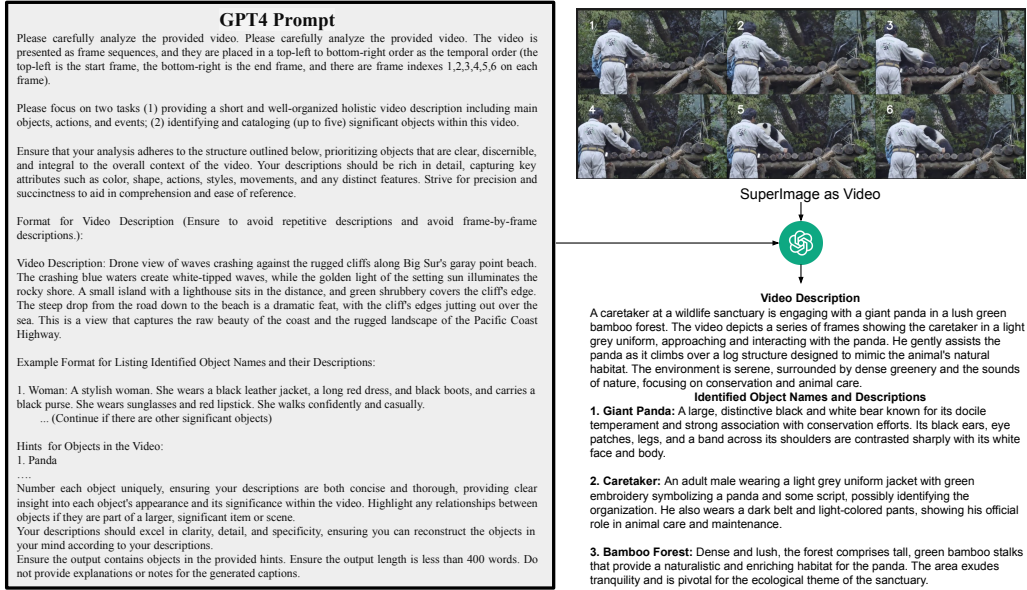 GPT4 Prompt
Please carefully analyze the provided video. Please carefully analyze the provided video. The video is
presented as frame sequences, and they are placed in a top-left to bottom-right order as the temporal order (the
top-left is the start frame, the bottom-right is the end frame, and there are frame indexes 1,2,3,4,5,6 on each
frame).
Please focus on two tasks (1) providing a short and well-organized holistic video description including main
objects, actions, and events; (2) identifying and cataloging (up to five) significant objects within this video.
Ensure that your analysis adheres to the structure outlined below, prioritizing objects that are clear, discernible,
and integral to the overall context of the video. Your descriptions should be rich in detail, capturing key
attributes such as color, shape, actions, styles, movements, and any distinct features. Strive for precision and
succinctness to aid in comprehension and ease of reference.
Format for Video Description (Ensure to avoid repetitive descriptions and avoid frame-by-frame
descriptions.):
Video Description: Drone view of waves crashing against the rugged cliffs along Big Sur's garay point beach.
The crashing blue waters create white-tipped waves, while the golden light of the setting sun illuminates the
rocky shore. A small island with a lighthouse sits in the distance, and green shrubbery covers the cliff's edge.
The steep drop from the road down to the beach is a dramatic feat, with the cliff's edges jutting out over the
sea. This is a view that captures the raw beauty of the coast and the rugged landscape of the Pacific Coast
Highway.
Example Format for Listing Identified Object Names and their Descriptions:
1. Woman: A stylish woman. She wears a black leather jacket, a long red dress, and black boots, and carries a
black purse. She wears sunglasses and red lipstick. She walks confidently and casually.
... (Continue if there are other significant objects)
Hints for Objects in the Video:
1. Panda
....
Number each object uniquely, ensuring your descriptions are both concise and thorough, providing clear
insight into each object's appearance and its significance within the video. Highlight any relationships between
objects if they are part of a larger, significant item or scene.
Your descriptions should excel in clarity, detail, and specificity, ensuring you can reconstruct the objects in
your mind according to your descriptions.
Ensure the output contains objects in the provided hints. Ensure the output length is less than 400 words. Do
not provide explanations or notes for the generated captions.
1
2
3
4
5
6
SuperImage as Video
Video Description
A caretaker at a wildlife sanctuary is engaging with a giant panda in a lush green
bamboo forest. The video depicts a series of frames showing the caretaker in a light
grey uniform, approaching and interacting with the panda. He gently assists the
panda as it climbs over a log structure designed to mimic the animal's natural
habitat. The environment is serene, surrounded by dense greenery and the sounds
of nature, focusing on conservation and animal care.
Identified Object Names and Descriptions
1. Giant Panda: A large, distinctive black and white bear known for its docile
temperament and strong association with conservation efforts. Its black ears, eye
patches, legs, and a band across its shoulders are contrasted sharply with its white
face and body.
2. Caretaker: An adult male wearing a light grey uniform jacket with green
embroidery symbolizing a panda and some script, possibly identifying the
organization. He also wears a dark belt and light-colored pants, showing his official
role in animal care and maintenance.
3. Bamboo Forest: Dense and lush, the forest comprises tall, green bamboo stalks
that provide a naturalistic and enriching habitat for the panda. The area exudes
tranquility and is pivotal for the ecological theme of the sanctuary.